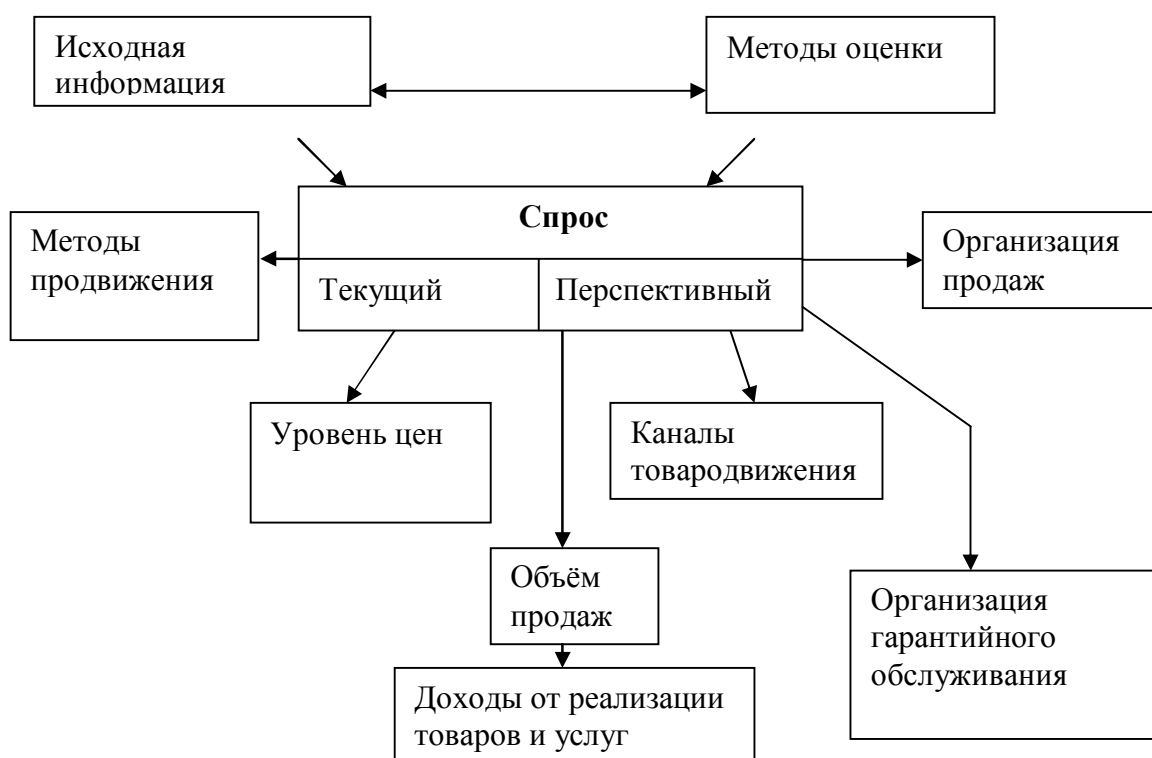 Исходная
информация
Методы оценки
Спрос
Методы
продвижения
Организация
продаж
Текущий
Перспективный
Уровень цен
Каналы
товародвижения
Объём
продаж
Организация
гарантийного
обслуживания
Доходы от реализации
товаров и услуг